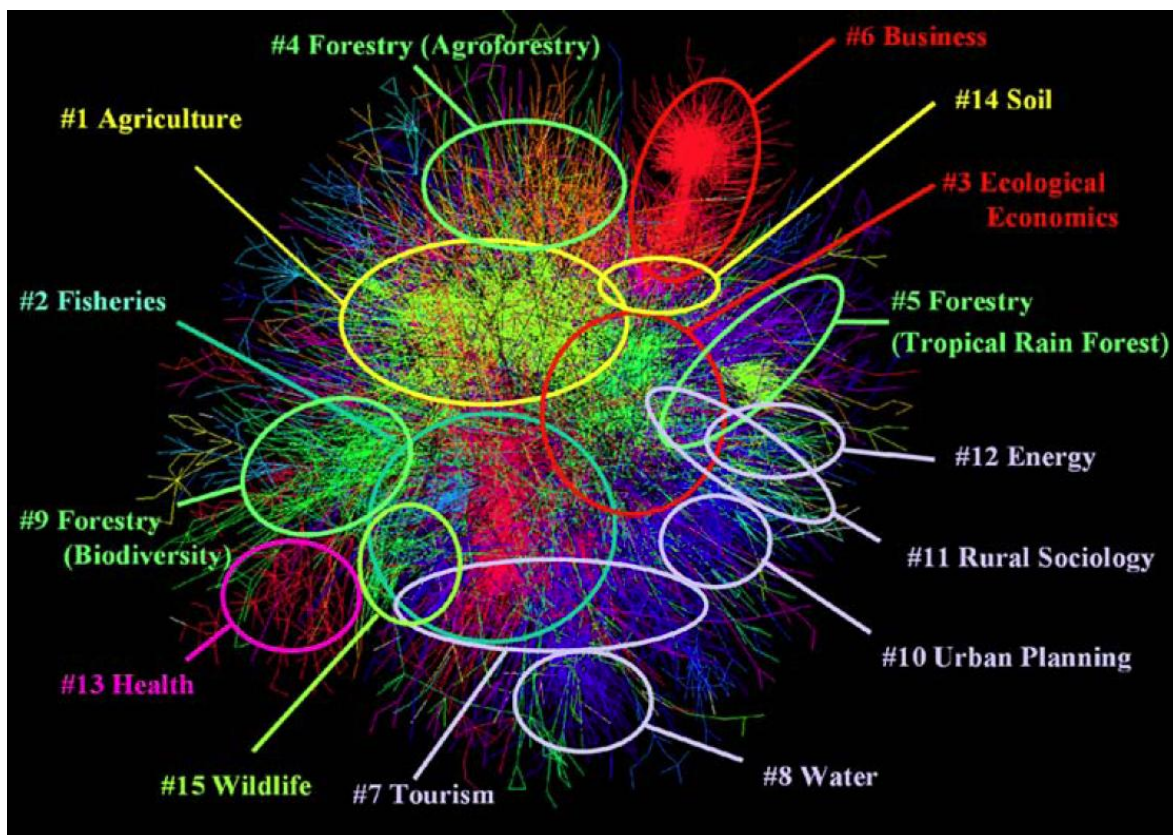 #4 Forestry (Agroforestry)
#6 Business
#14 Soil
#1 Agriculture
#3 Ecological
Economics
#2 Fisheries
#5 Forestry
(Tropical Rain Forest)
#12 Energy
#9 Forestry
(Biodiversity)
#11 Rural Sociology
#10 Urban Planning
#13 Health
#15 Wildlife
#7 Tourism
#8 Water